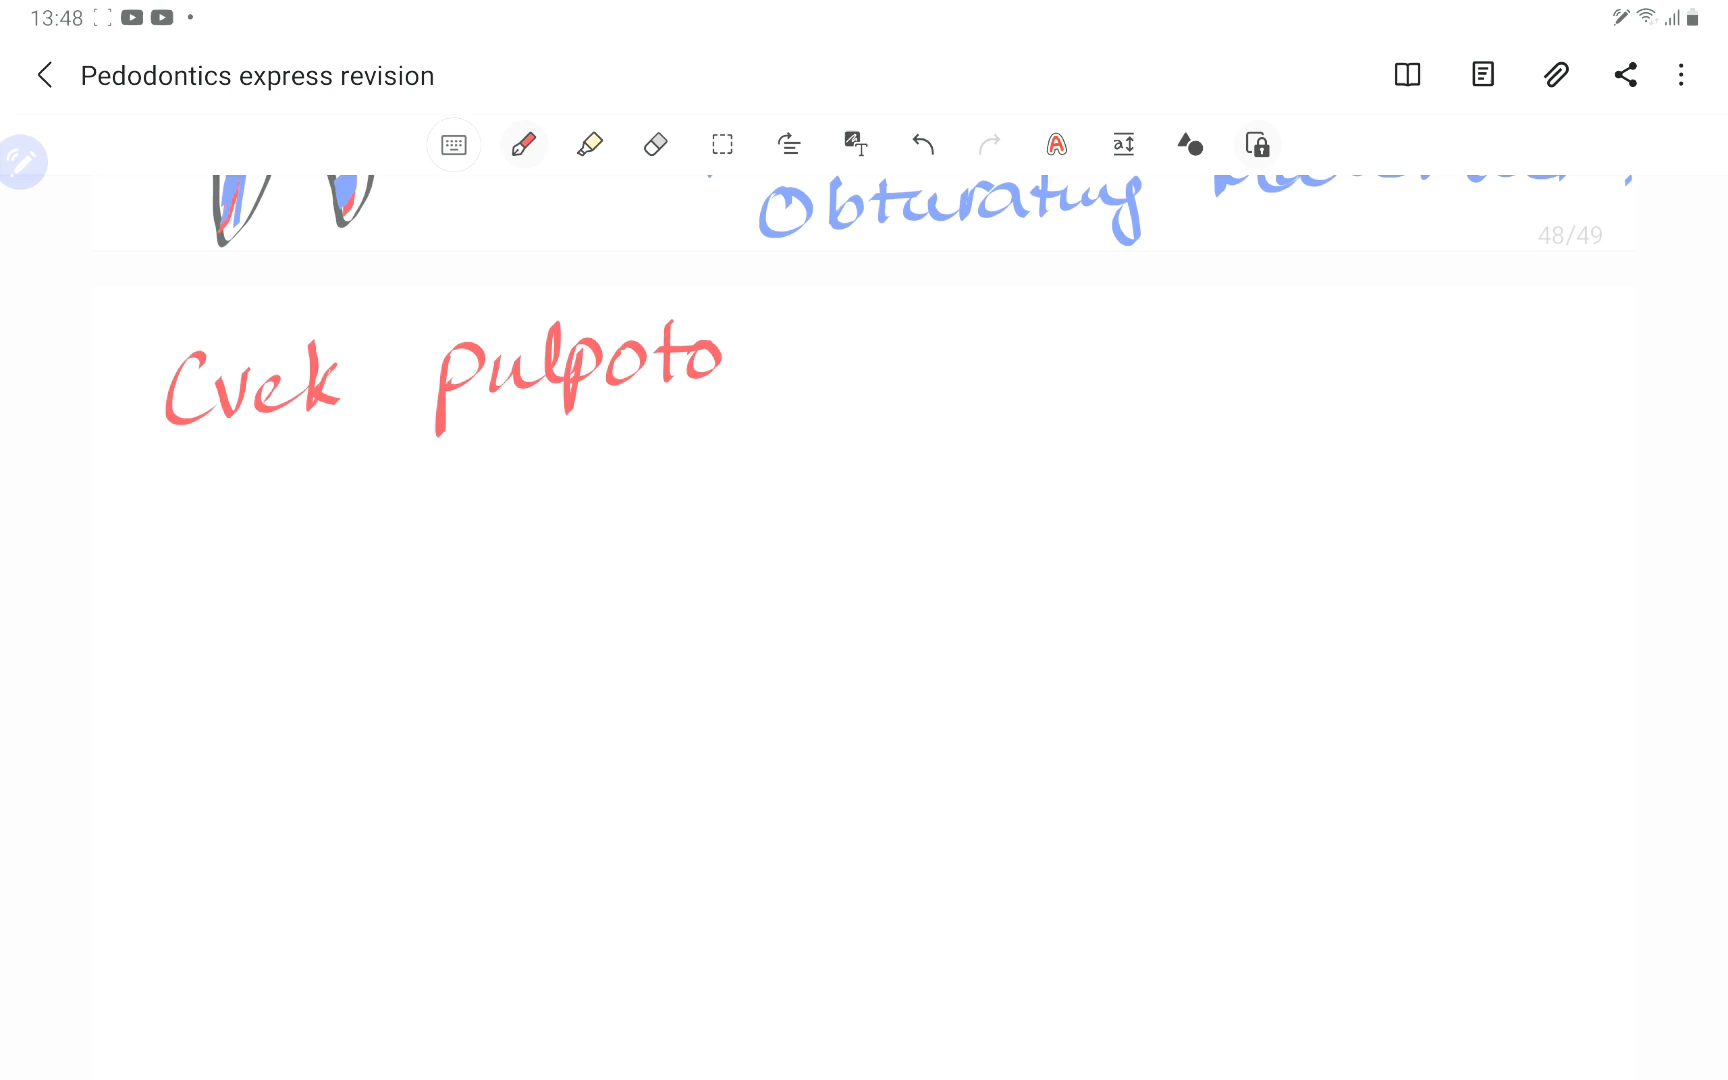 13:48
Pedodontics express revision
Obturating
48/49
Cvek pulpoto